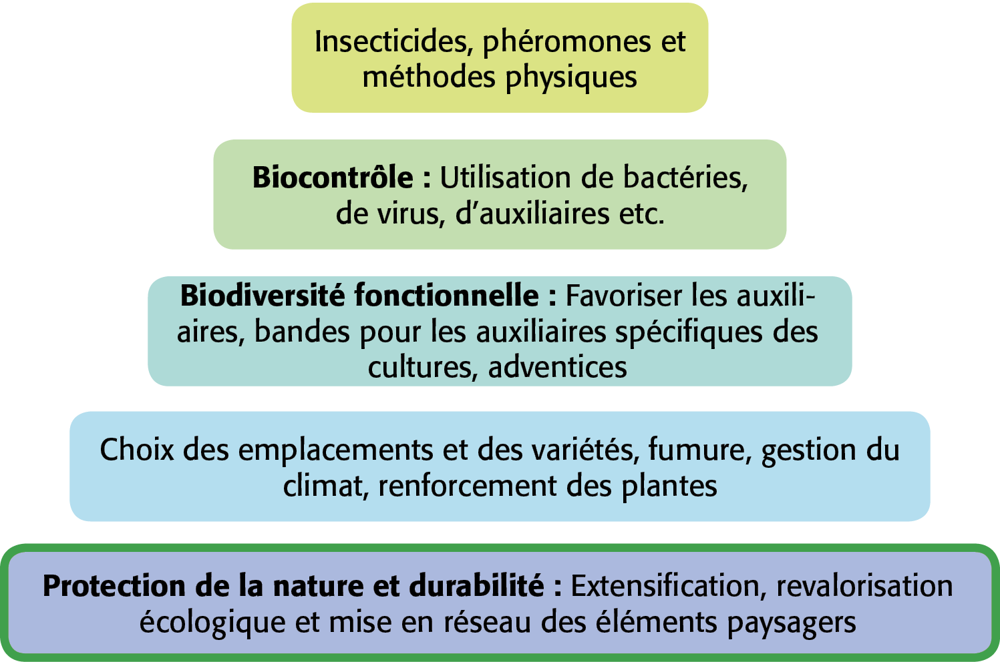 Insecticides, phéromones et
méthodes physiques
Biocontrôle : Utilisation de bactéries,
de virus, d’auxiliaires etc.
Biodiversité fonctionnelle : Favoriser les auxili-
aires, bandes pour les auxiliaires spécifiques des
cultures, adventices
Choix des emplacements et des variétés, fumure, gestion du
climat, renforcement des plantes
Protection de la nature et durabilité : Extensification, revalorisation
écologique et mise en réseau des éléments paysagers